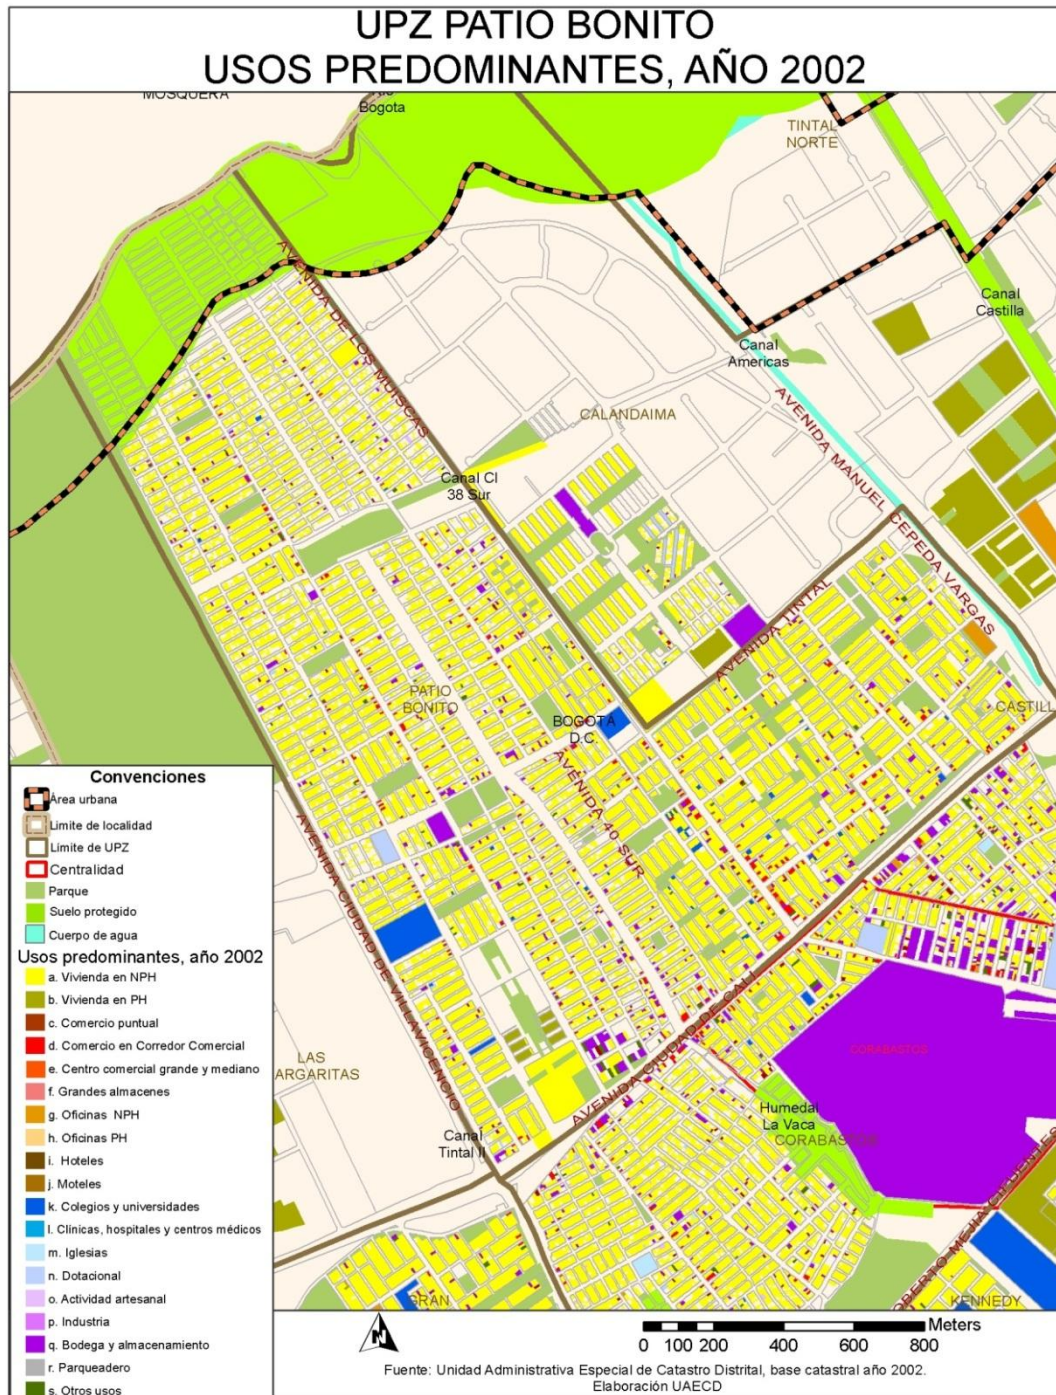 UPZ PATIO BONITO
USOS PREDOMINANTES, AÑO 2002
MOSQUERA
Bogota
TINTAL
NORTE
Canal
Castilla
AVENIDA DE LOS MUISCAS
Canal
Americas
CALANDAIMA
AVENIDA MANUEL CEPEDA VARGAS
Canal Cl
38 Sur
AVENIDA TINTAL
PATIO
BONITO
CASTILL
BOGOTÁ
D.C.
AVENIDA 40 SUR
AVENIDA CIUDAD DE VILLAVICENCIO
AVENIDA CIUDAD DE CALI
CORABASTOS
LAS
ARGARITAS
Humedal
La Vaca
CORABASTOS
Canal
Tintal II
OBERTO MEJIA CIFUENTES
GRAN
KENNEDY
Convenciones
Área urbana
Limite de localidad
Límite de UPZ
Centralidad
Parque
Suelo protegido
Cuerpo de agua
Usos predominantes, año 2002
a. Vivienda en NPH
b. Vivienda en PH
c. Comercio puntual
d. Comercio en Corredor Comercial
e. Centro comercial grande y mediano
f. Grandes almacenes
g. Oficinas NPH
h. Oficinas PH
i. Hoteles
j. Moteles
k. Colegios y universidades
l. Clínicas, hospitales y centros médicos
m. Iglesias
n. Dotacional
o. Actividad artesanal
p. Industria
q. Bodega y almacenamiento
r. Parqueadero
s. Otros usos
N
Meters
0 100 200 400 600 800
Fuente: Unidad Administrativa Especial de Catastro Distrital, base catastral año 2002.
Elaboración UAECD